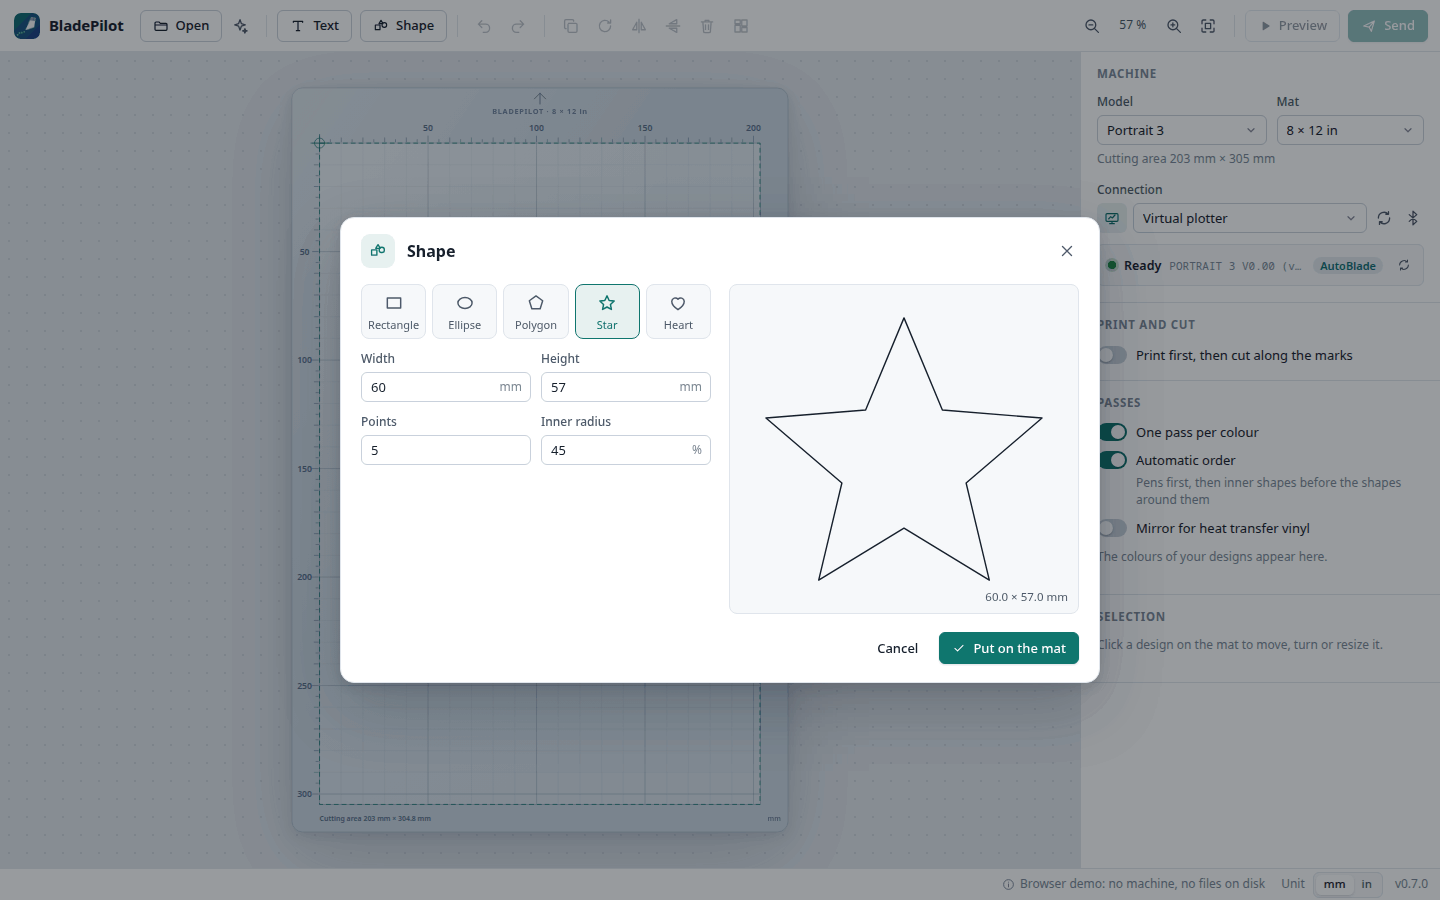 BladePilot Open Text Shape 57 % Preview Send
MACHINE
Model Mat
Portrait 3 8 × 12 in
Cutting area 203 mm × 305 mm
Connection
Virtual plotter
Ready PORTRAIT 3 V0.00 (v… AutoBlade
PRINT AND CUT
Print first, then cut along the marks
PASSES
One pass per colour
Automatic order
Pens first, then inner shapes before the shapes
around them
Mirror for heat transfer vinyl
The colours of your designs appear here.
SELECTION
Click a design on the mat to move, turn or resize it.
BLADEPILOT · 8 × 12 in
50 100 150 200
50
100
150
200
250
300
Cutting area 203 mm × 304.8 mm mm
Shape
Rectangle Ellipse Polygon Star Heart
Width Height
60 mm 57 mm
Points Inner radius
5 45 %
60.0 × 57.0 mm
Cancel Put on the mat
Browser demo: no machine, no files on disk Unit mm in v0.7.0